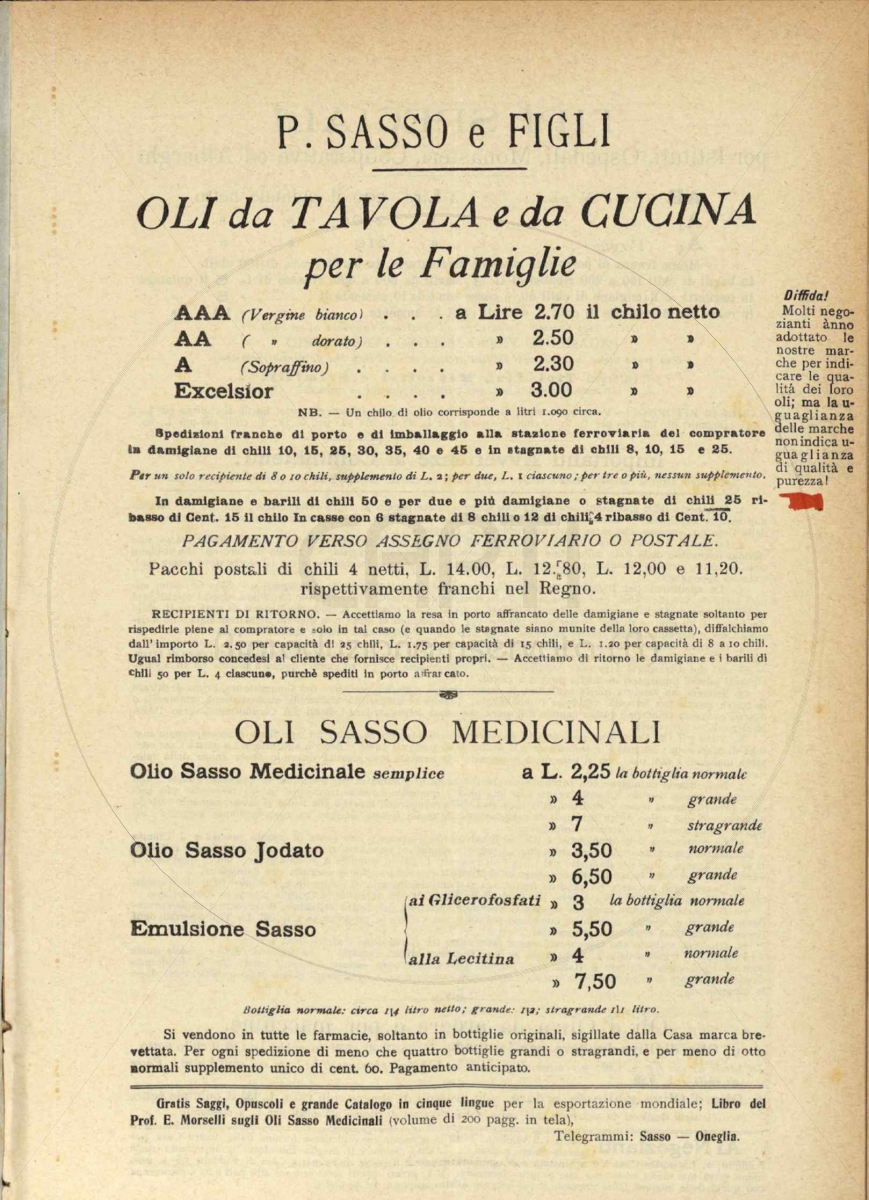 P. SASSO e FIGLI
OLI da TAVOLA e da CUCINA
per le Famiglie
AAA (Vergine bianco) . . . a Lire 2.70 il chilo netto
AA ( » dorato) . . . » 2.50 » »
A (Sopraffino) . . . . » 2.30 » »
Excelsior . . . . » 3.00 » »
NB. — Un chilo di olio corrisponde a litri 1.090 circa.
Spedizioni franche di porto e di imballaggio alla stazione ferroviaria del compratore
in damigiane di chili 10, 15, 25, 30, 35, 40 e 45 e in stagnate di chili 8, 10, 15 e 25.
Per un solo recipiente di 8 o 10 chili, supplemento di L. 2; per due, L. 1 ciascuno; per tre o più, nessun supplemento.
In damigiane e barili di chili 50 e per due e più damigiane o stagnate di chili 25 ri-
basso di Cent. 15 il chilo In casse con 6 stagnate di 8 chili o 12 di chili 4 ribasso di Cent. 10.
PAGAMENTO VERSO ASSEGNO FERROVIARIO O POSTALE.
Pacchi postali di chili 4 netti, L. 14.00, L. 12.80, L. 12,00 e 11,20.
rispettivamente franchi nel Regno.
RECIPIENTI DI RITORNO. — Accettiamo la resa in porto affrancato delle damigiane e stagnate soltanto per
rispedirle piene al compratore e solo in tal caso (e quando le stagnate siano munite della loro cassetta), diffalchiamo
dall'importo L. 2.50 per capacità di 25 chili, L. 1.75 per capacità di 15 chili, e L. 1.20 per capacità di 8 a 10 chili.
Ugual rimborso concedesi al cliente che fornisce recipienti propri. — Accettiamo di ritorno le damigiane e i barili di
chili 50 per L. 4 ciascuno, purchè spediti in porto affrancato.
Diffida!
Molti nego-
zianti ànno
adottato le
nostre mar-
che per indi-
care le qua-
lità dei loro
oli; ma la u-
guaglianza
delle marche
non indica u-
guaglianza
di qualità e
purezza!
OLI SASSO MEDICINALI
Olio Sasso Medicinale semplice a L. 2,25 la bottiglia normale
» 4 " grande
» 7 " stragrande
Olio Sasso Jodato » 3,50 " normale
» 6,50 " grande
ai Glicerofosfati » 3 la bottiglia normale
Emulsione Sasso » 5,50 " grande
alla Lecitina » 4 " normale
» 7,50 " grande
Bottiglia normale: circa 1\4 litro netto; grande: 1\2; stragrande 1\1 litro.
Si vendono in tutte le farmacie, soltanto in bottiglie originali, sigillate dalla Casa marca bre-
vettata. Per ogni spedizione di meno che quattro bottiglie grandi o stragrandi, e per meno di otto
normali supplemento unico di cent. 60. Pagamento anticipato.
Gratis Saggi, Opuscoli e grande Catalogo in cinque lingue per la esportazione mondiale; Libro del
Prof. E. Morselli sugli Oli Sasso Medicinali (volume di 200 pagg. in tela),
Telegrammi: Sasso — Oneglia.